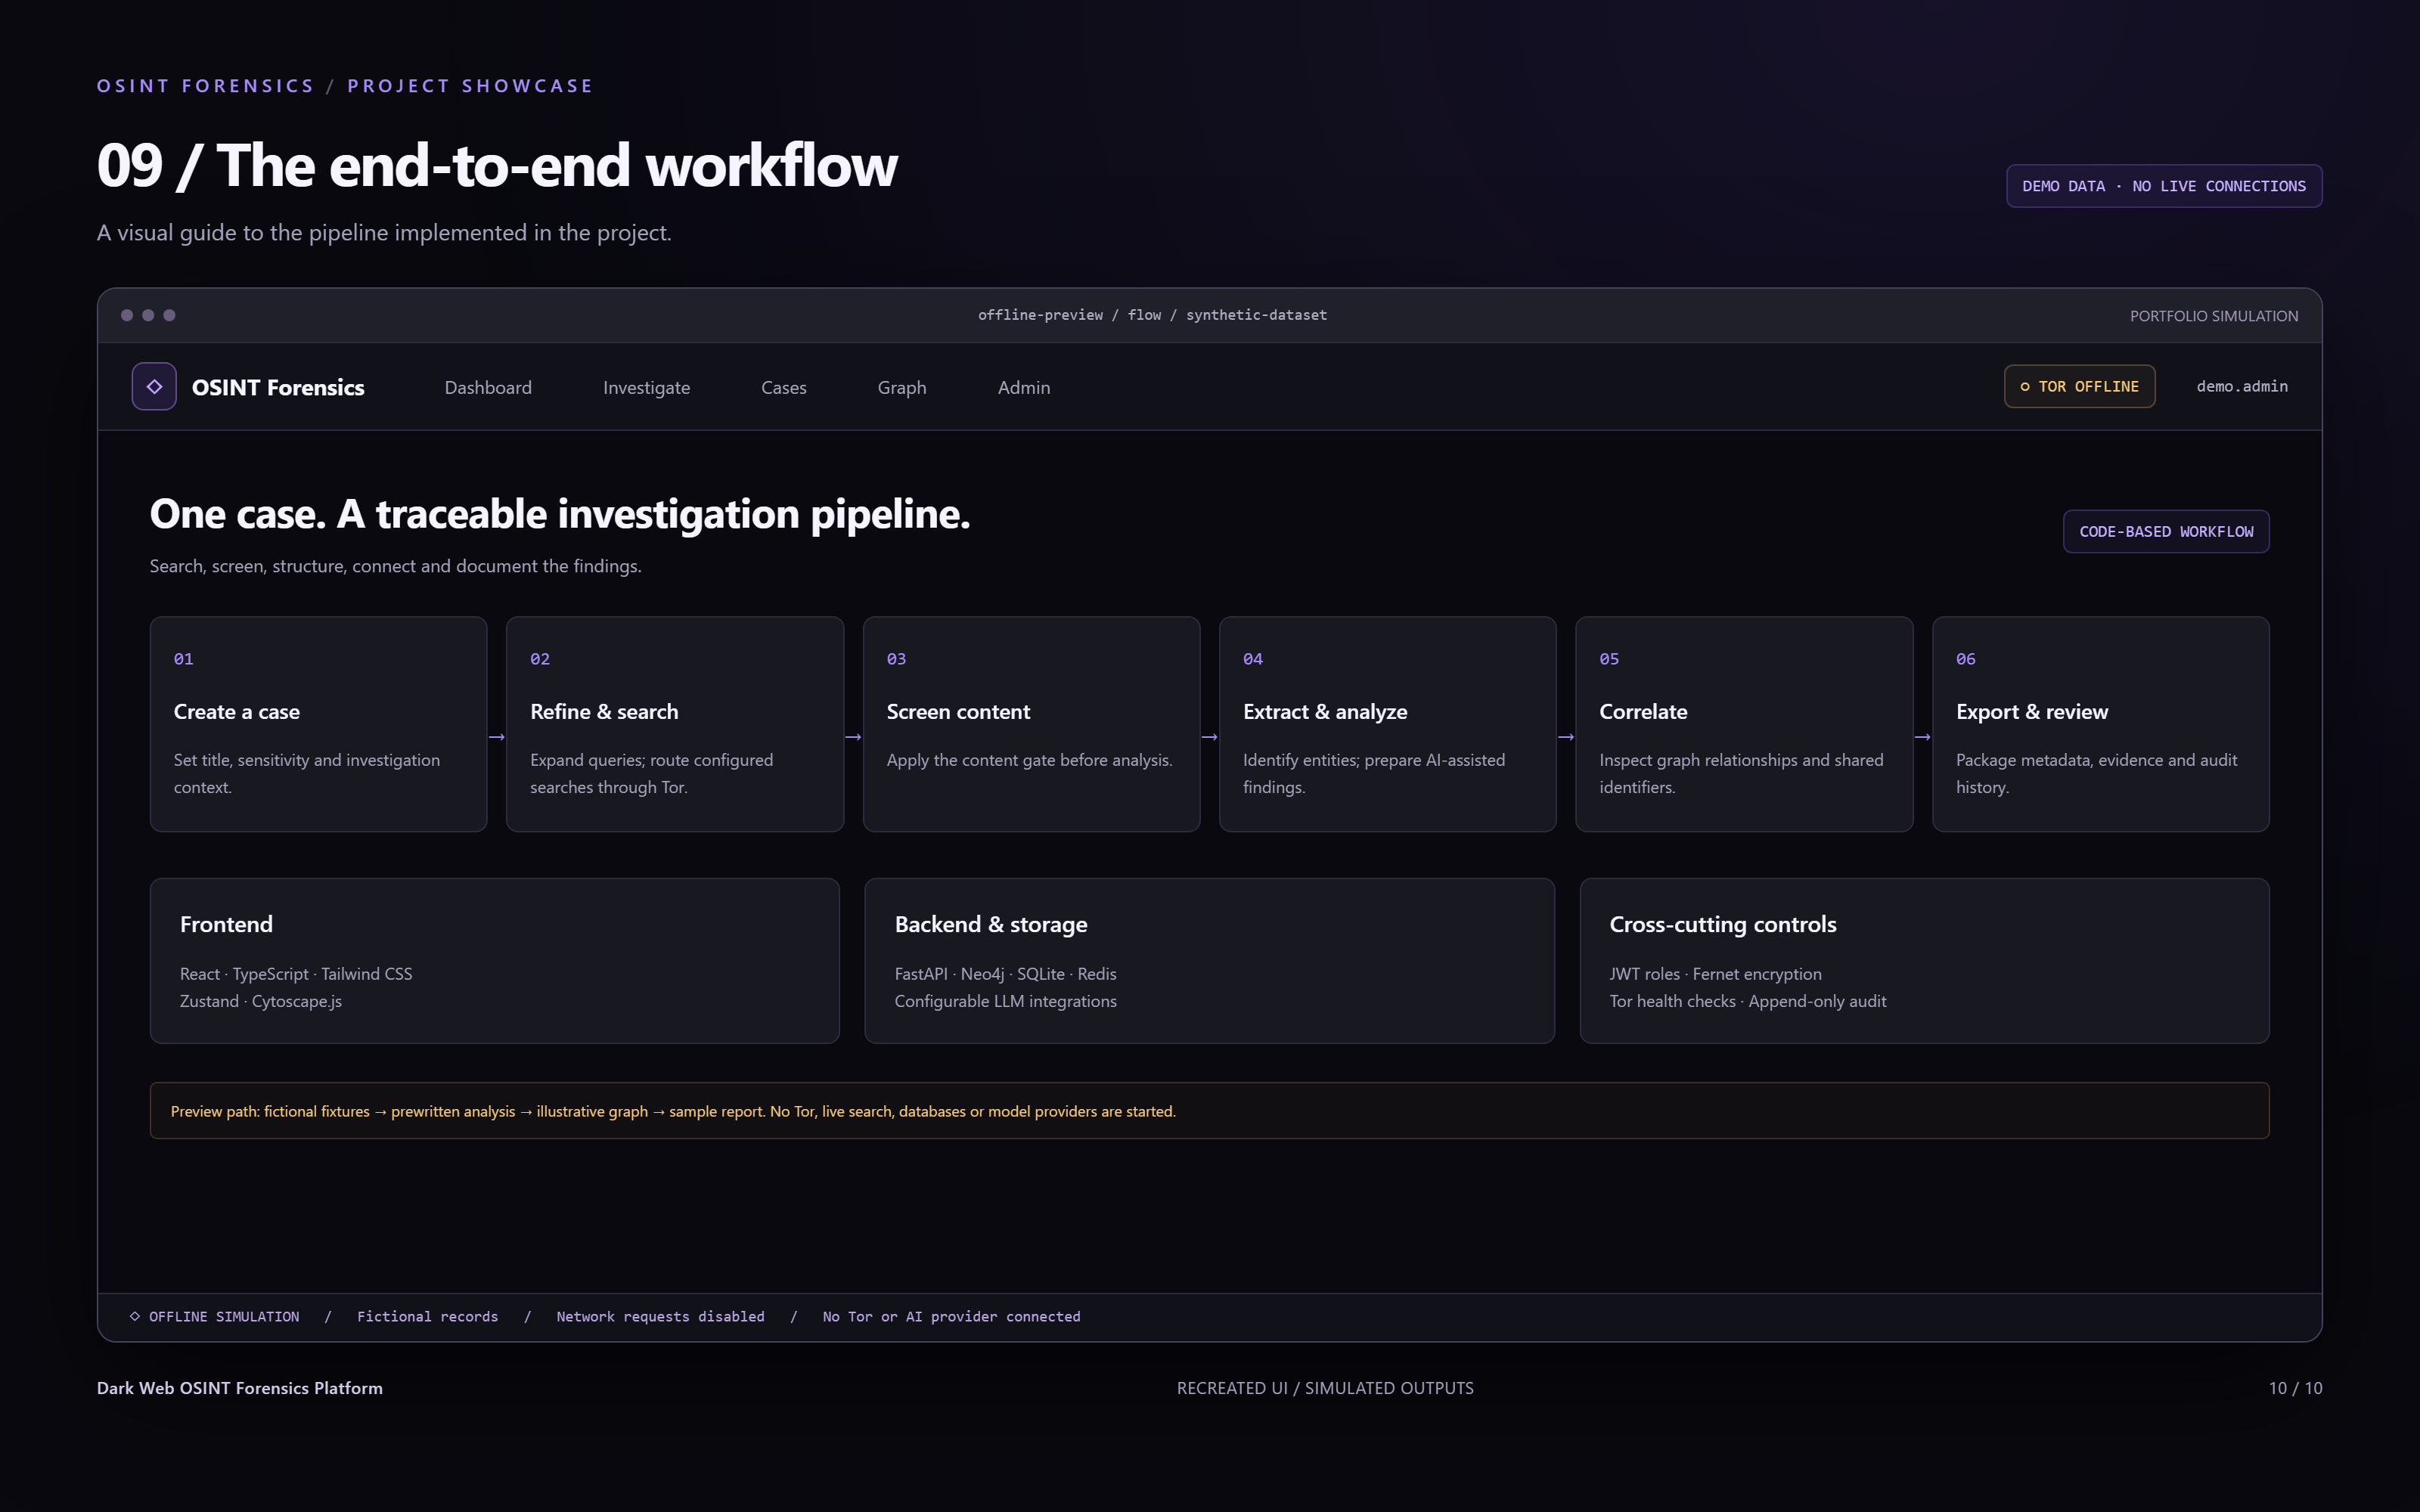 OSINT FORENSICS / PROJECT SHOWCASE
09 / The end-to-end workflow
DEMO DATA · NO LIVE CONNECTIONS
A visual guide to the pipeline implemented in the project.
offline-preview / flow / synthetic-dataset
PORTFOLIO SIMULATION
OSINT Forensics
Dashboard
Investigate
Cases
Graph
Admin
TOR OFFLINE
demo.admin
One case. A traceable investigation pipeline.
CODE-BASED WORKFLOW
Search, screen, structure, connect and document the findings.
01
Create a case
Set title, sensitivity and investigation
context.
→
02
Refine & search
Expand queries; route configured
searches through Tor.
→
03
Screen content
Apply the content gate before analysis.
→
04
Extract & analyze
Identify entities; prepare AI-assisted
findings.
→
05
Correlate
Inspect graph relationships and shared
identifiers.
→
06
Export & review
Package metadata, evidence and audit
history.
Frontend
React · TypeScript · Tailwind CSS
Zustand · Cytoscape.js
Backend & storage
FastAPI · Neo4j · SQLite · Redis
Configurable LLM integrations
Cross-cutting controls
JWT roles · Fernet encryption
Tor health checks · Append-only audit
Preview path: fictional fixtures → prewritten analysis → illustrative graph → sample report. No Tor, live search, databases or model providers are started.
◇ OFFLINE SIMULATION / Fictional records / Network requests disabled / No Tor or AI provider connected
Dark Web OSINT Forensics Platform
RECREATED UI / SIMULATED OUTPUTS
10 / 10